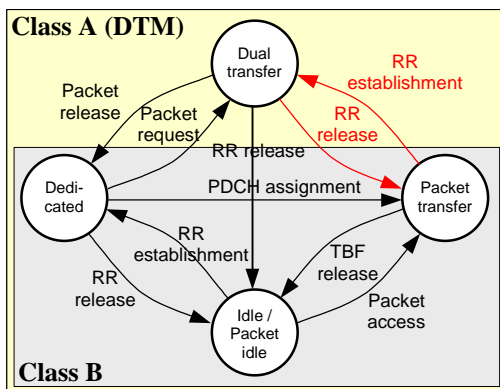 Class A (DTM)
Dual
transfer
RR
establishment
Packet
release
Packet
request
RR
release
RR release
Dedi-
cated
PDCH assignment
Packet
transfer
RR
establishment
TBF
release
RR
release
Packet
access
Idle /
Packet
idle
Class B